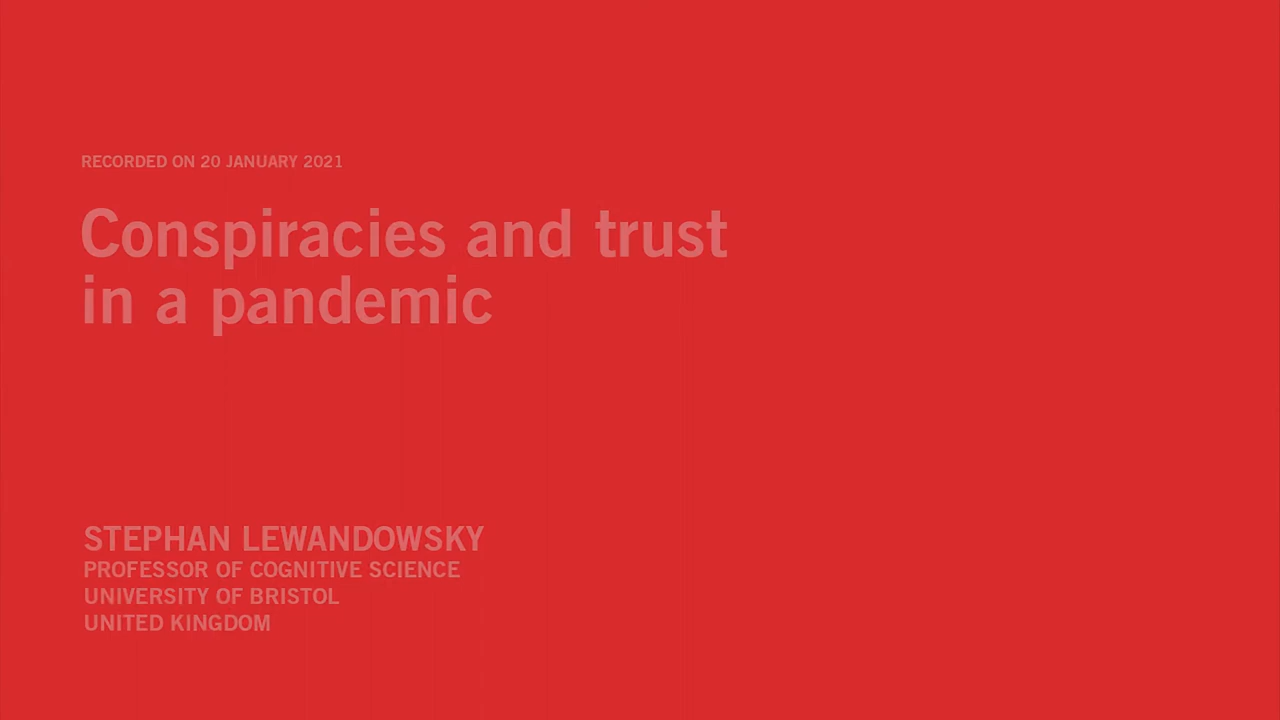 RECORDED ON 20 JANUARY 2021
Conspiracies and trust
in a pandemic
STEPHAN LEWANDOWSKY
PROFESSOR OF COGNITIVE SCIENCE
UNIVERSITY OF BRISTOL
UNITED KINGDOM